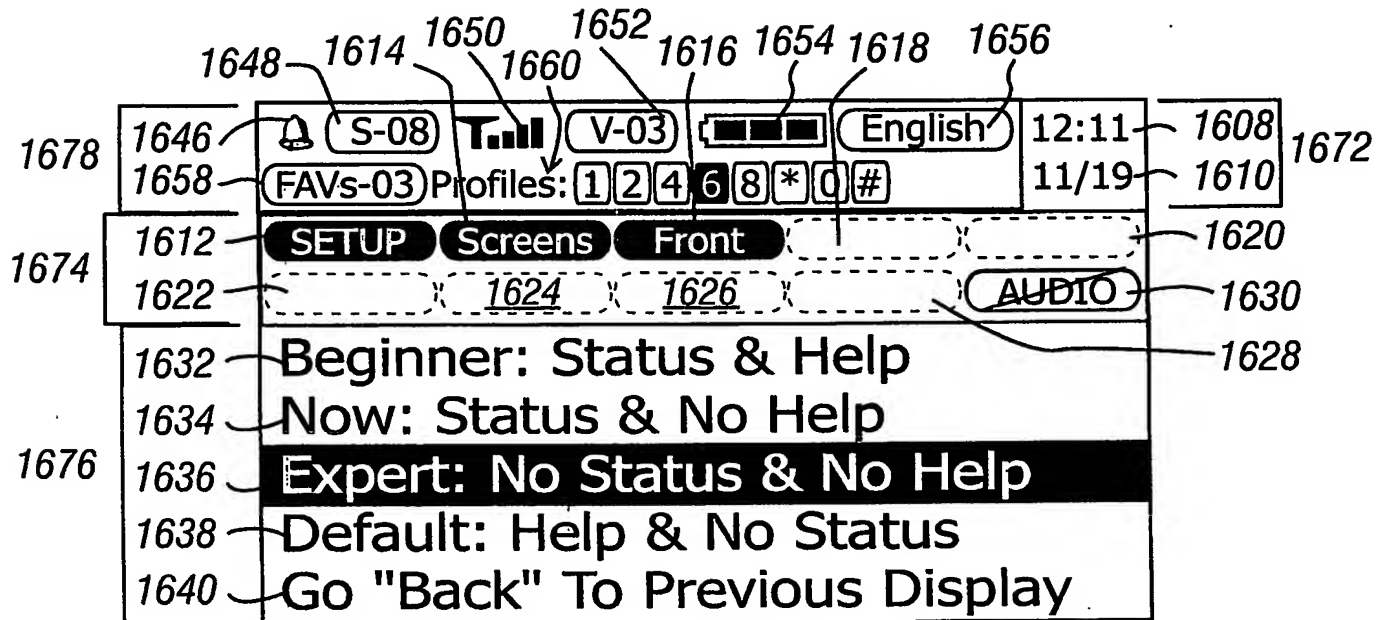 1648 1614 1650 1660 1652 1616 1654 1618 1656
1678 1646 S-08 V-03 English 12:11 1608 1672
1658 FAVs-03 Profiles: 1 2 4 6 8 * 0 # 11/19 1610
1674 1612 SETUP Screens Front 1620
1622 1624 1626 AUDIO 1630
1632 Beginner: Status & Help 1628
1634 Now: Status & No Help
1676 1636 Expert: No Status & No Help
1638 Default: Help & No Status
1640 Go "Back" To Previous Display